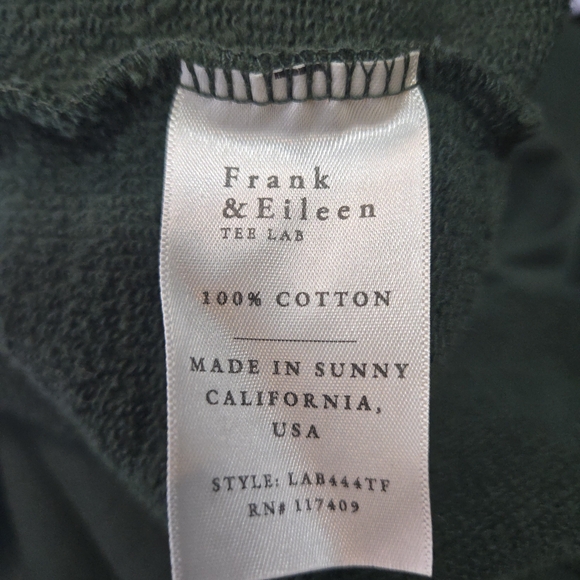 Frank
& Eileen
TEE LAB
100% COTTON
MADE IN SUNNY
CALIFORNIA,
USA
STYLE: LAB444TF
RN# 117409